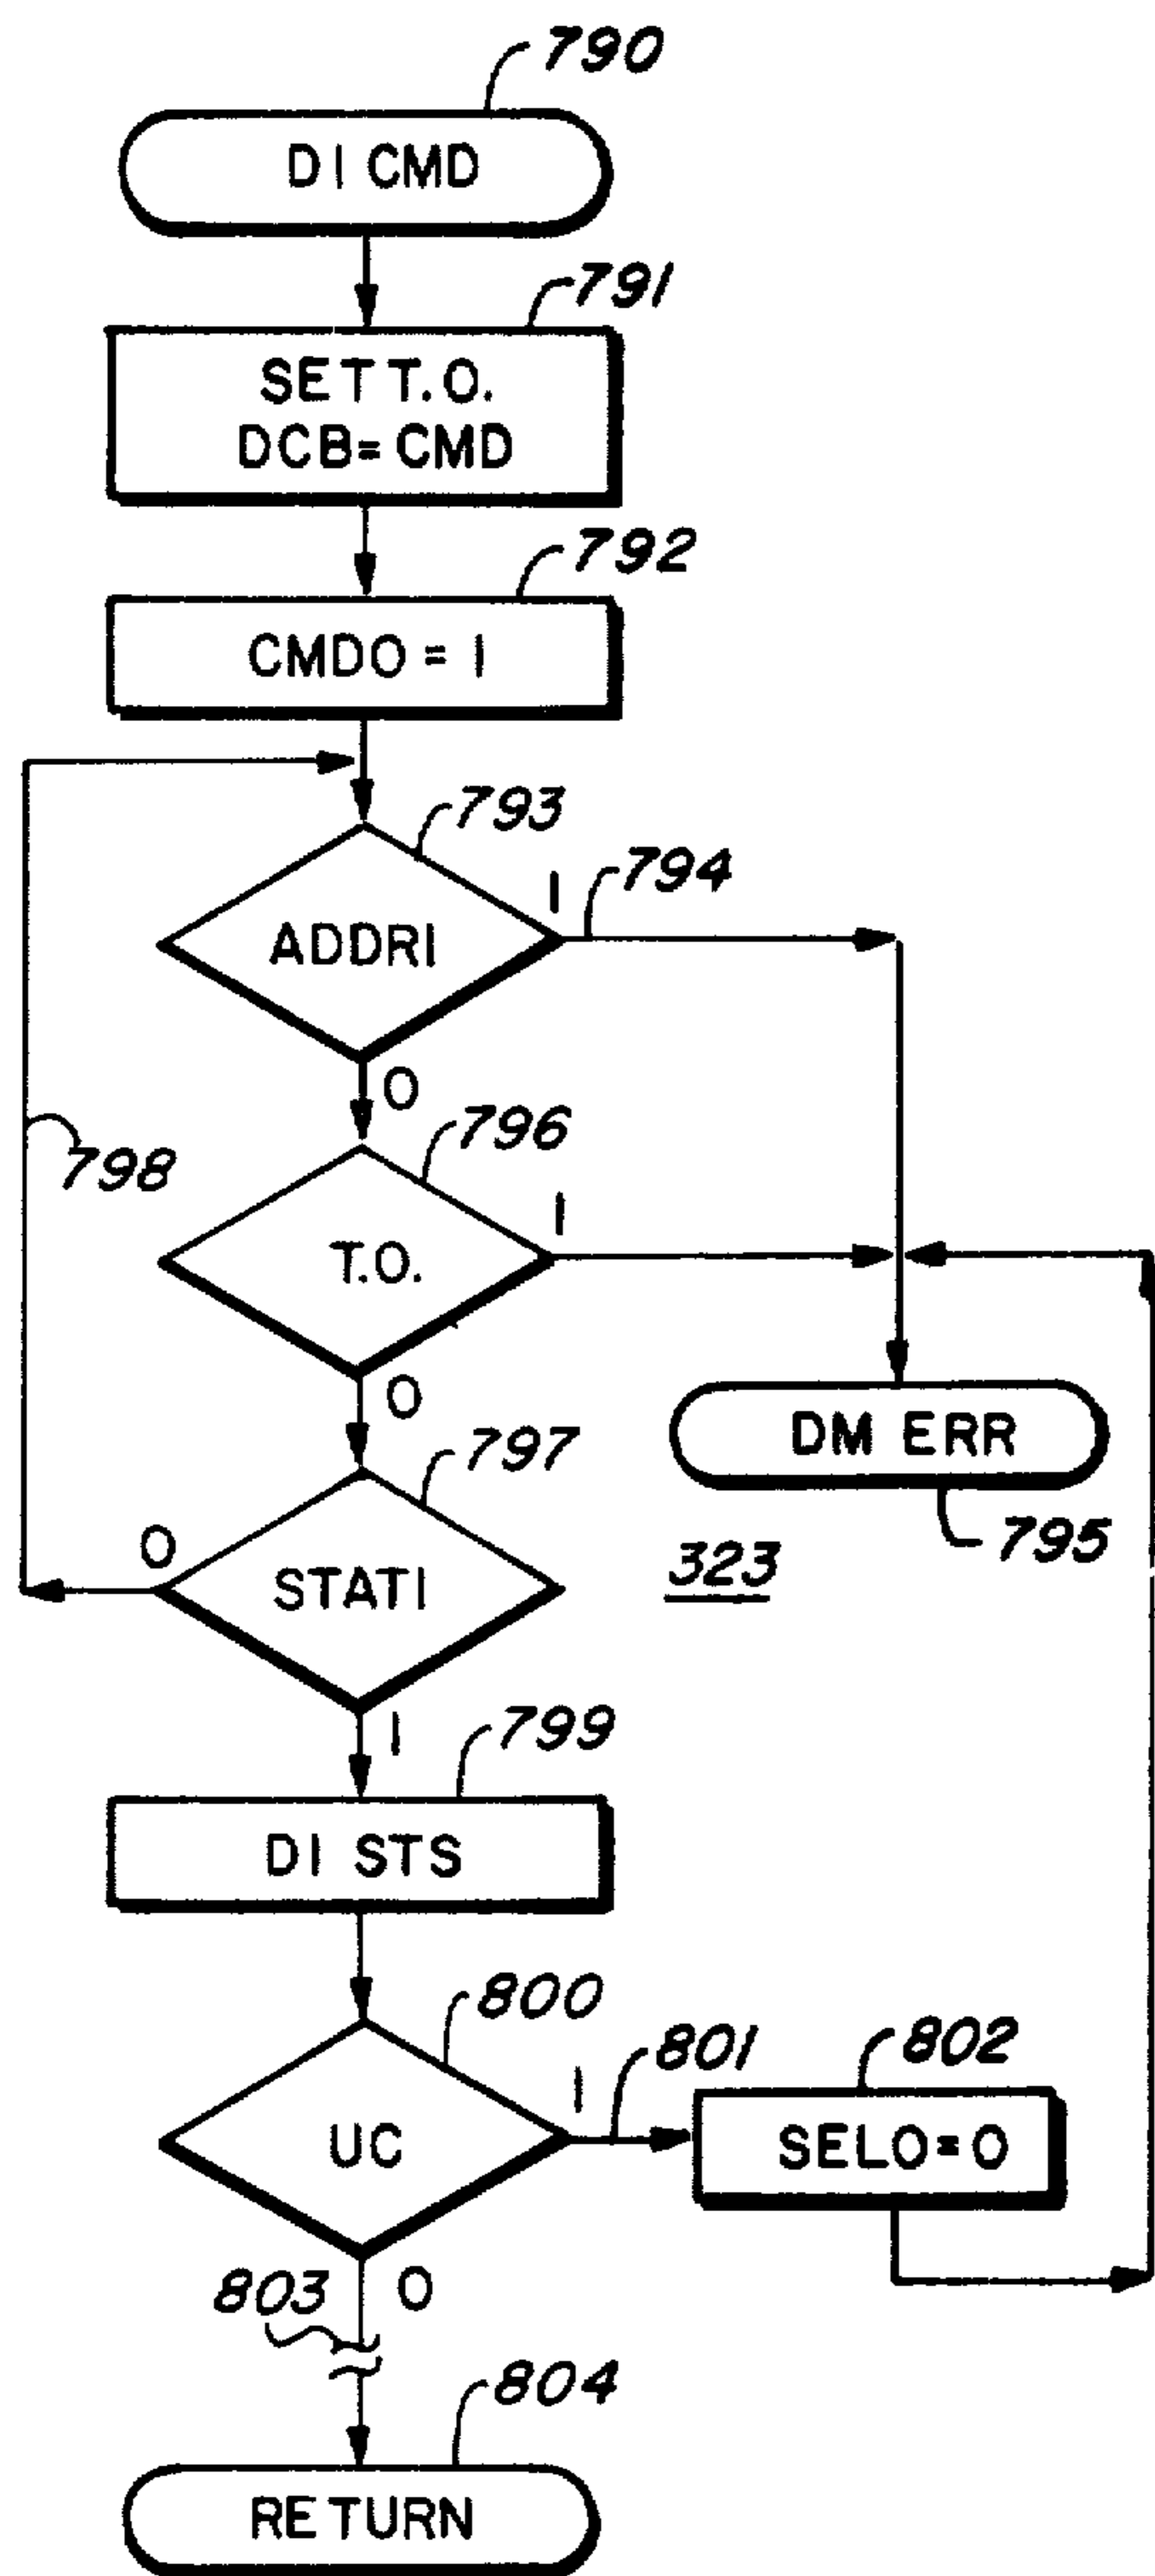 790
DI CMD
791
SET T.O.
DCB= CMD
792
CMDO = 1
793
794
1
ADDRI
0
796
798
1
T.O.
0
DM ERR
797
795
0
STATI
323
1
799
DI STS
800
801
802
1
UC
SELO=0
803
0
804
RETURN